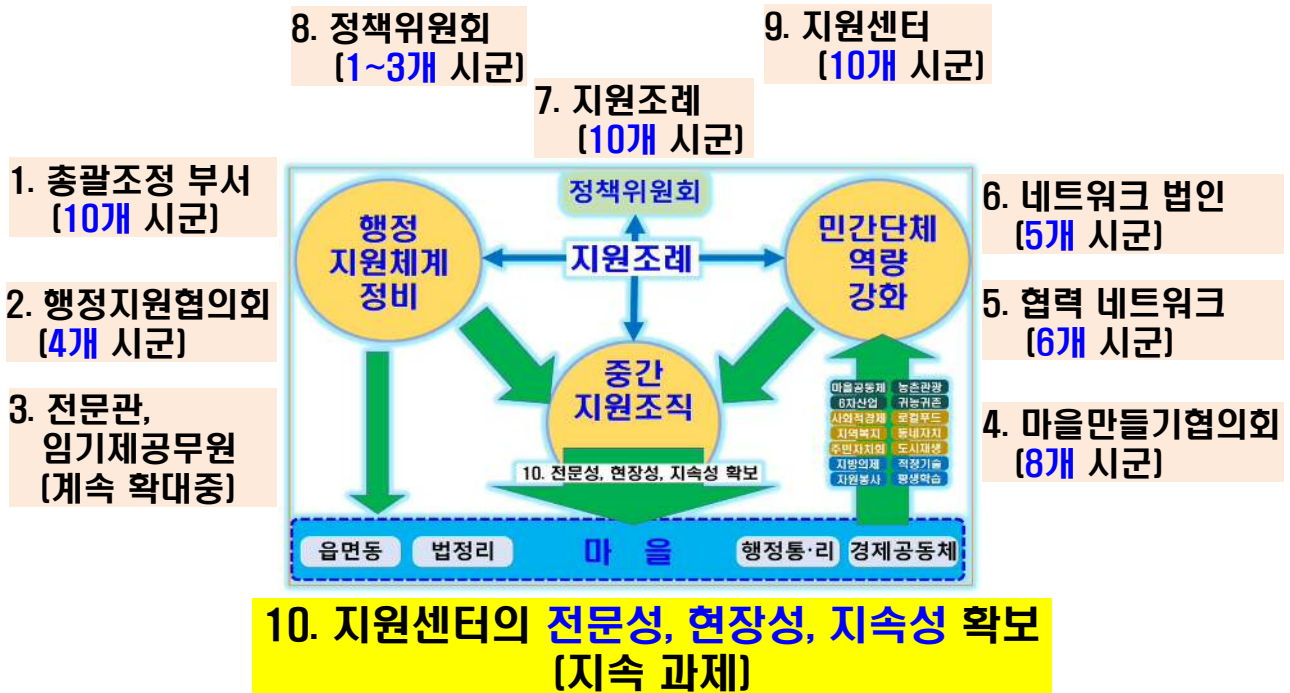 8. 정책위원회
(1~3개 시군)
9. 지원센터
(10개 시군)
7. 지원조례
(10개 시군)
1. 총괄조정 부서
(10개 시군)
2. 행정지원협의회
(4개 시군)
3. 전문관,
임기제공무원
(계속 확대중)
6. 네트워크 법인
(5개 시군)
5. 협력 네트워크
(6개 시군)
4. 마을만들기협의회
(8개 시군)
정책위원회
행정
지원체계
정비
지원조례
민간단체
역량
강화
중간
지원조직
10. 전문성, 현장성, 지속성 확보
마을공동체 농촌관광
6차산업 귀농귀촌
사회적경제 로컬푸드
지역복지 동네자치
주민자치회 도시재생
지방의제 적정기술
자원봉사 평생학습
읍면동 법정리 마 을 행정통·리 경제공동체
10. 지원센터의 전문성, 현장성, 지속성 확보
(지속 과제)